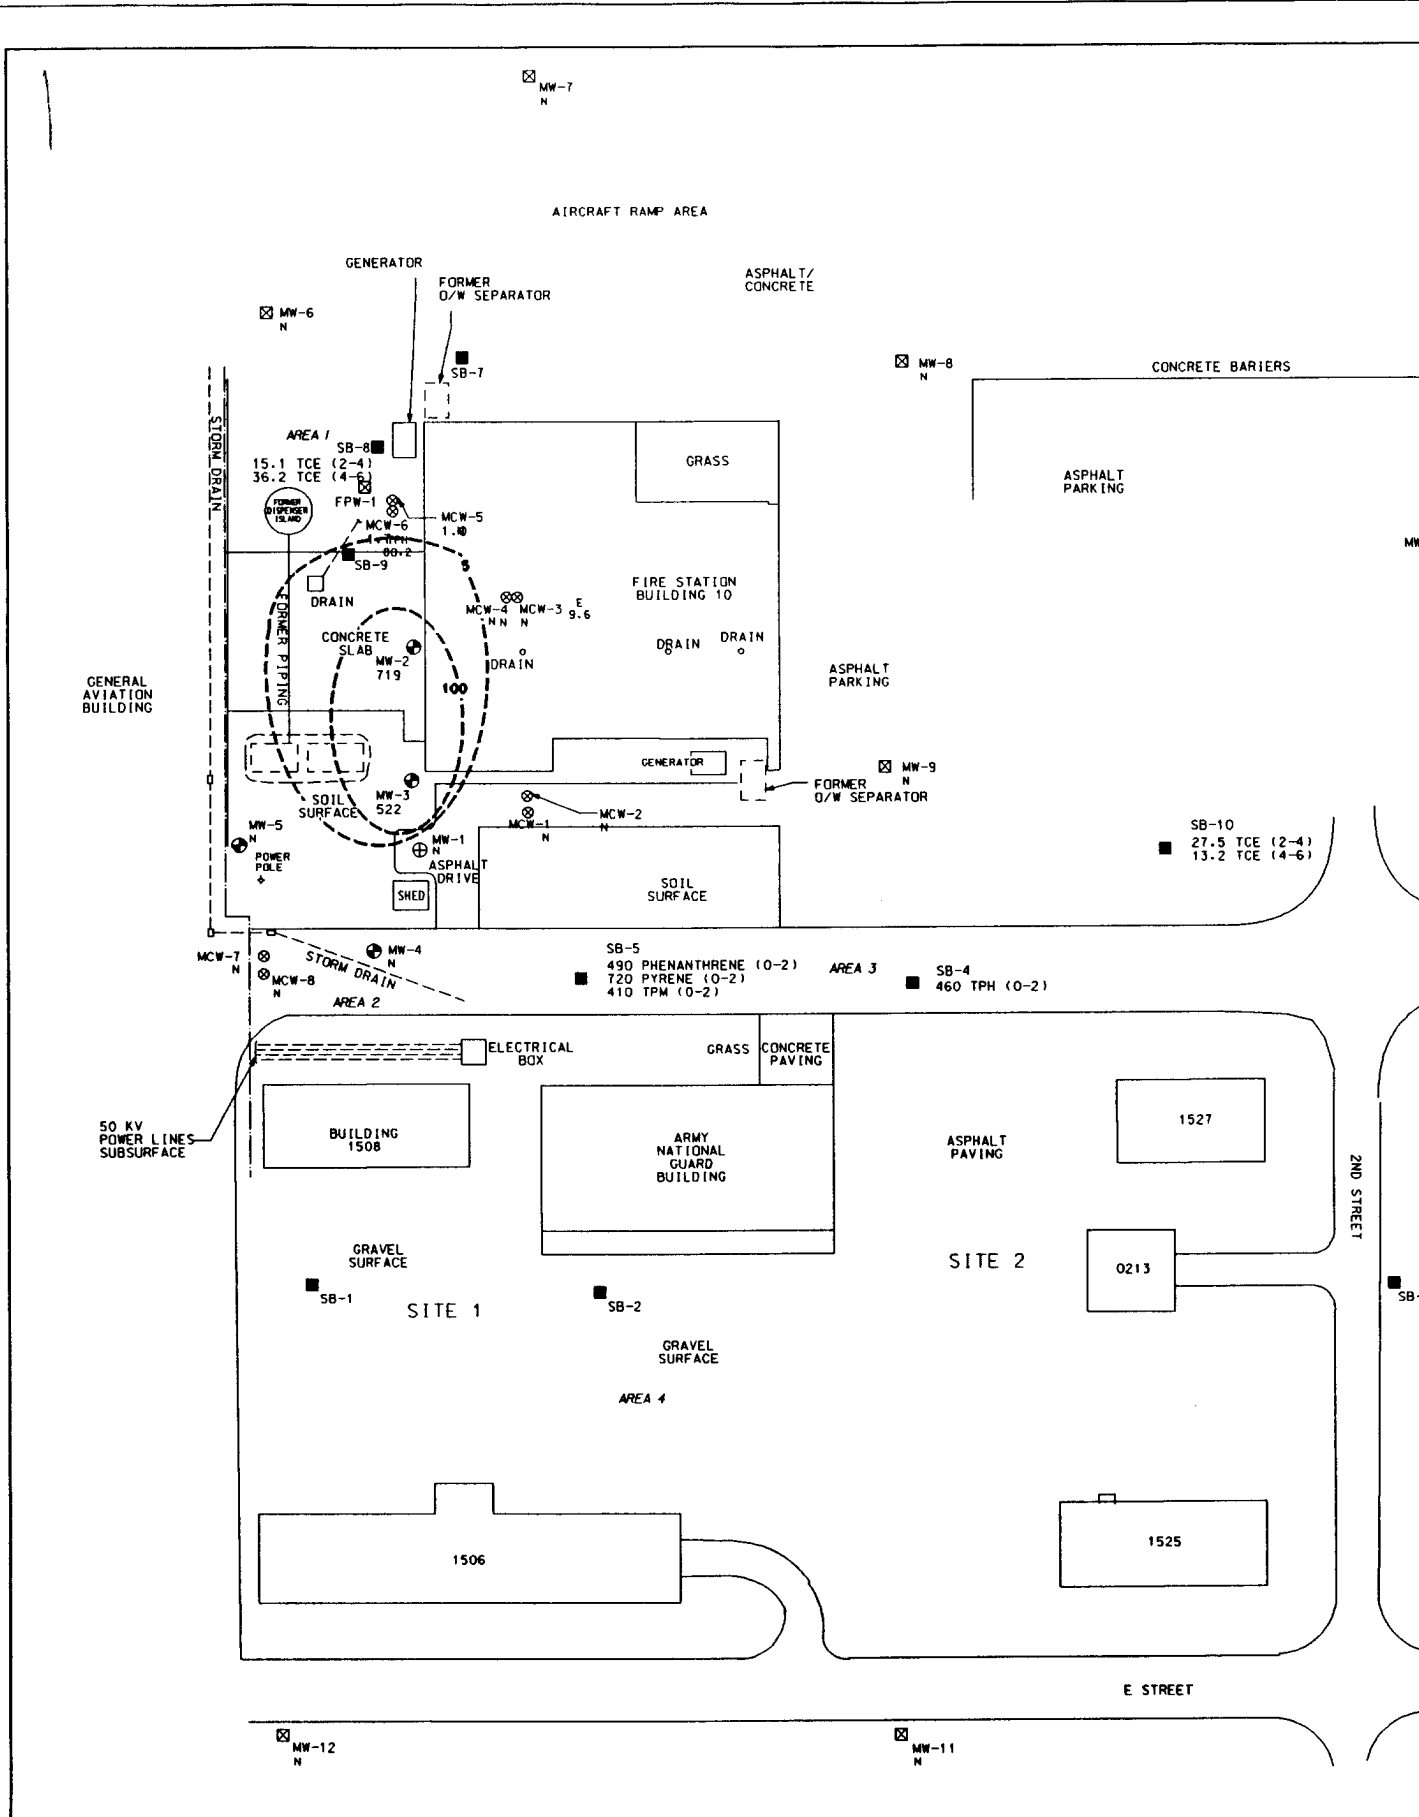 MW-7
N
AIRCRAFT RAMP AREA
GENERATOR
FORMER
O/W SEPARATOR
ASPHALT/
CONCRETE
MW-6
N
SB-7
MW-8
N
CONCRETE BARIERS
STORM DRAIN
AREA 1
SB-8
15.1 TCE (2-4)
36.2 TCE (4-6)
FPW-1
FORMER
DISPENSER
ISLAND
GRASS
ASPHALT
PARKING
MCW-5
MCW-6
SB-9
5
DRAIN
FORMER PIPING
FIRE STATION
BUILDING 10
MCW-4
N
MCW-3
N
N
E
9.6
CONCRETE
SLAB
MW-2
719
DRAIN
DRAIN
DRAIN
100
GENERAL
AVIATION
BUILDING
ASPHALT
PARKING
GENERATOR
MW-9
N
FORMER
O/W SEPARATOR
SOIL
SURFACE
MW-3
522
MCW-1
N
MCW-2
N
MW-5
N
POWER
POLE
MW-1
N
ASPHALT
DRIVE
SHED
SOIL
SURFACE
SB-10
27.5 TCE (2-4)
13.2 TCE (4-6)
MCW-7
N
MCW-8
N
STORM DRAIN
MW-4
N
AREA 2
SB-5
490 PHENANTHRENE (0-2)
720 PYRENE (0-2)
410 TPM (0-2)
AREA 3
SB-4
460 TPH (0-2)
ELECTRICAL
BOX
GRASS
CONCRETE
PAVING
50 KV
POWER LINES
SUBSURFACE
BUILDING
1508
ARMY
NATIONAL
GUARD
BUILDING
ASPHALT
PAVING
1527
2ND STREET
GRAVEL
SURFACE
SB-1
SITE 1
SB-2
SITE 2
0213
SB-
GRAVEL
SURFACE
AREA 4
1506
1525
E STREET
MW-12
N
MW-11
N